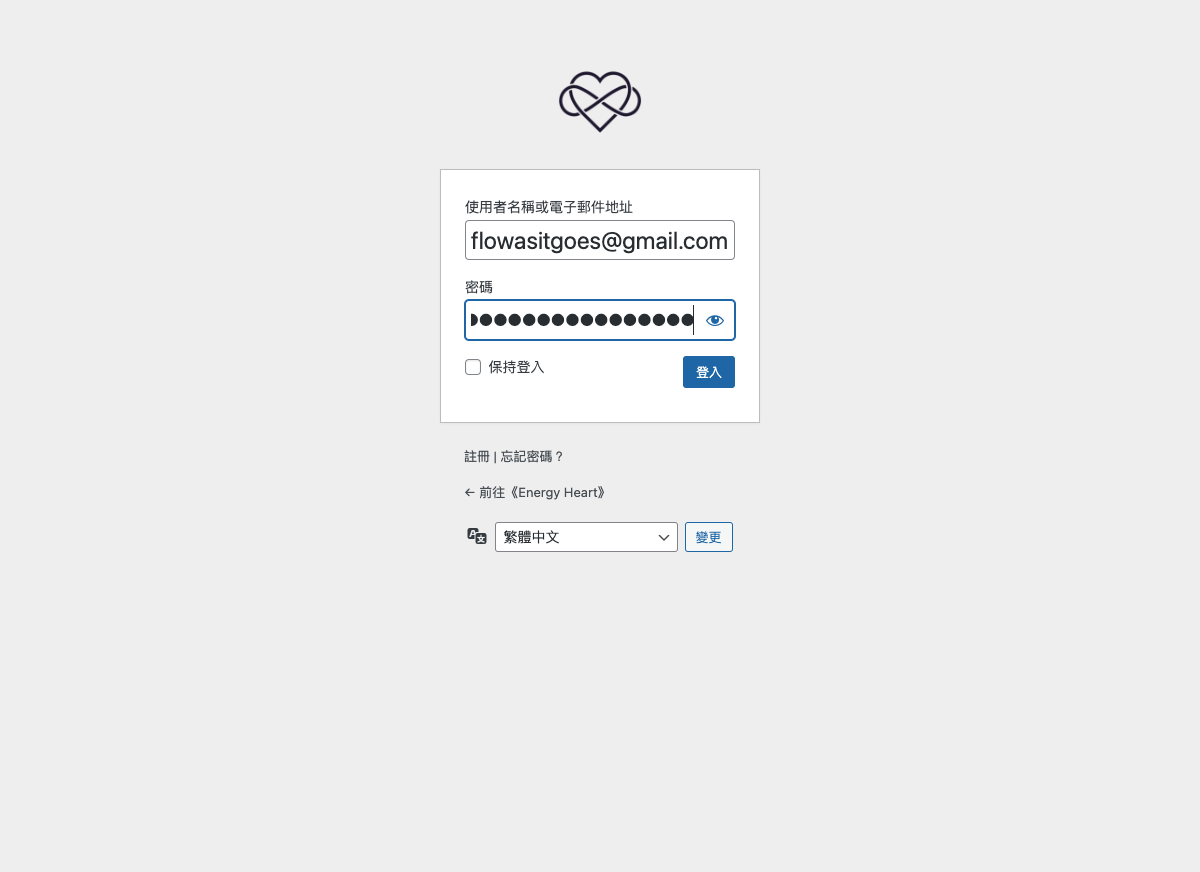 使用者名稱或電子郵件地址
flowasitgoes@gmail.com
密碼
保持登入
登入
註冊 | 忘記密碼？
← 前往《Energy Heart》
繁體中文
變更